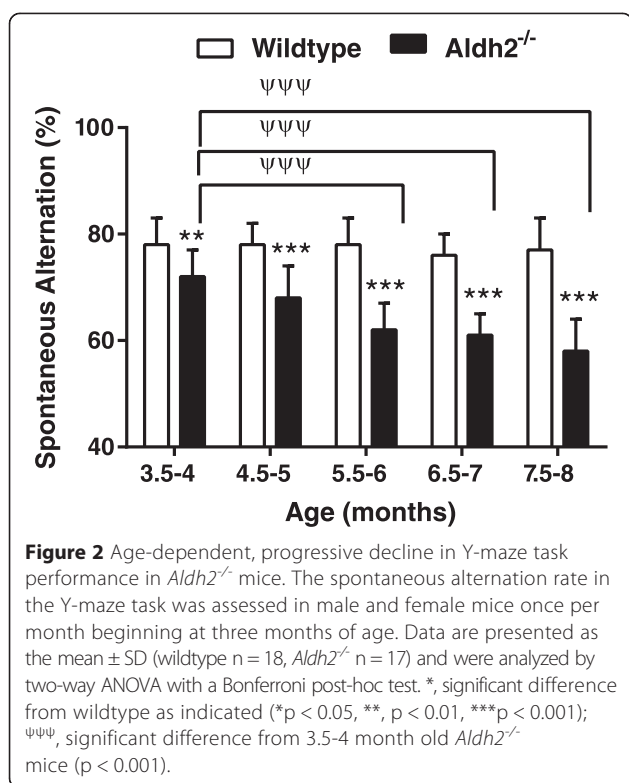 Wildtype Aldh2-/-
ψψψ
ψψψ
ψψψ
Spontaneous Alternation (%)
100
80
60
40
** *** *** *** ***
3.5-4 4.5-5 5.5-6 6.5-7 7.5-8
Age (months)
Figure 2 Age-dependent, progressive decline in Y-maze task
performance in Aldh2-/- mice. The spontaneous alternation rate in
the Y-maze task was assessed in male and female mice once per
month beginning at three months of age. Data are presented as
the mean ± SD (wildtype n = 18, Aldh2-/- n = 17) and were analyzed by
two-way ANOVA with a Bonferroni post-hoc test. *, significant difference
from wildtype as indicated (*p < 0.05, **, p < 0.01, ***p < 0.001);
ψψψ, significant difference from 3.5-4 month old Aldh2-/-
mice (p < 0.001).